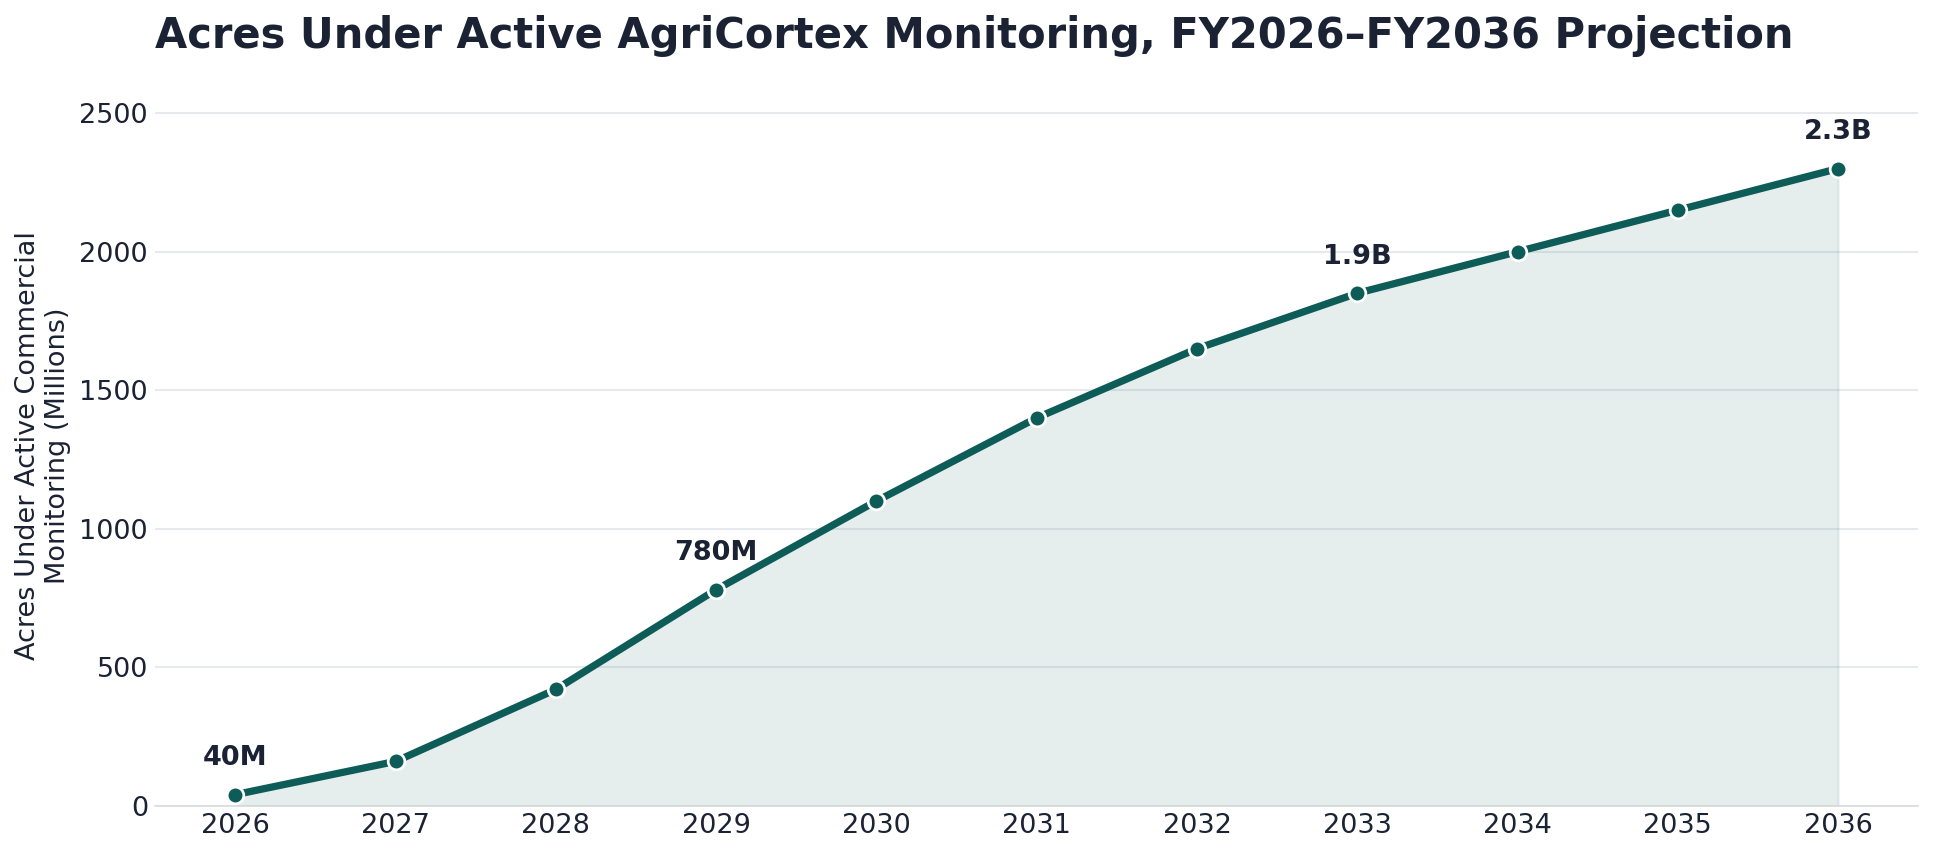 Acres Under Active AgriCortex Monitoring, FY2026–FY2036 Projection
Acres Under Active Commercial
Monitoring (Millions)
2500
2000
1500
1000
500
0
40M
780M
1.9B
2.3B
2026
2027
2028
2029
2030
2031
2032
2033
2034
2035
2036